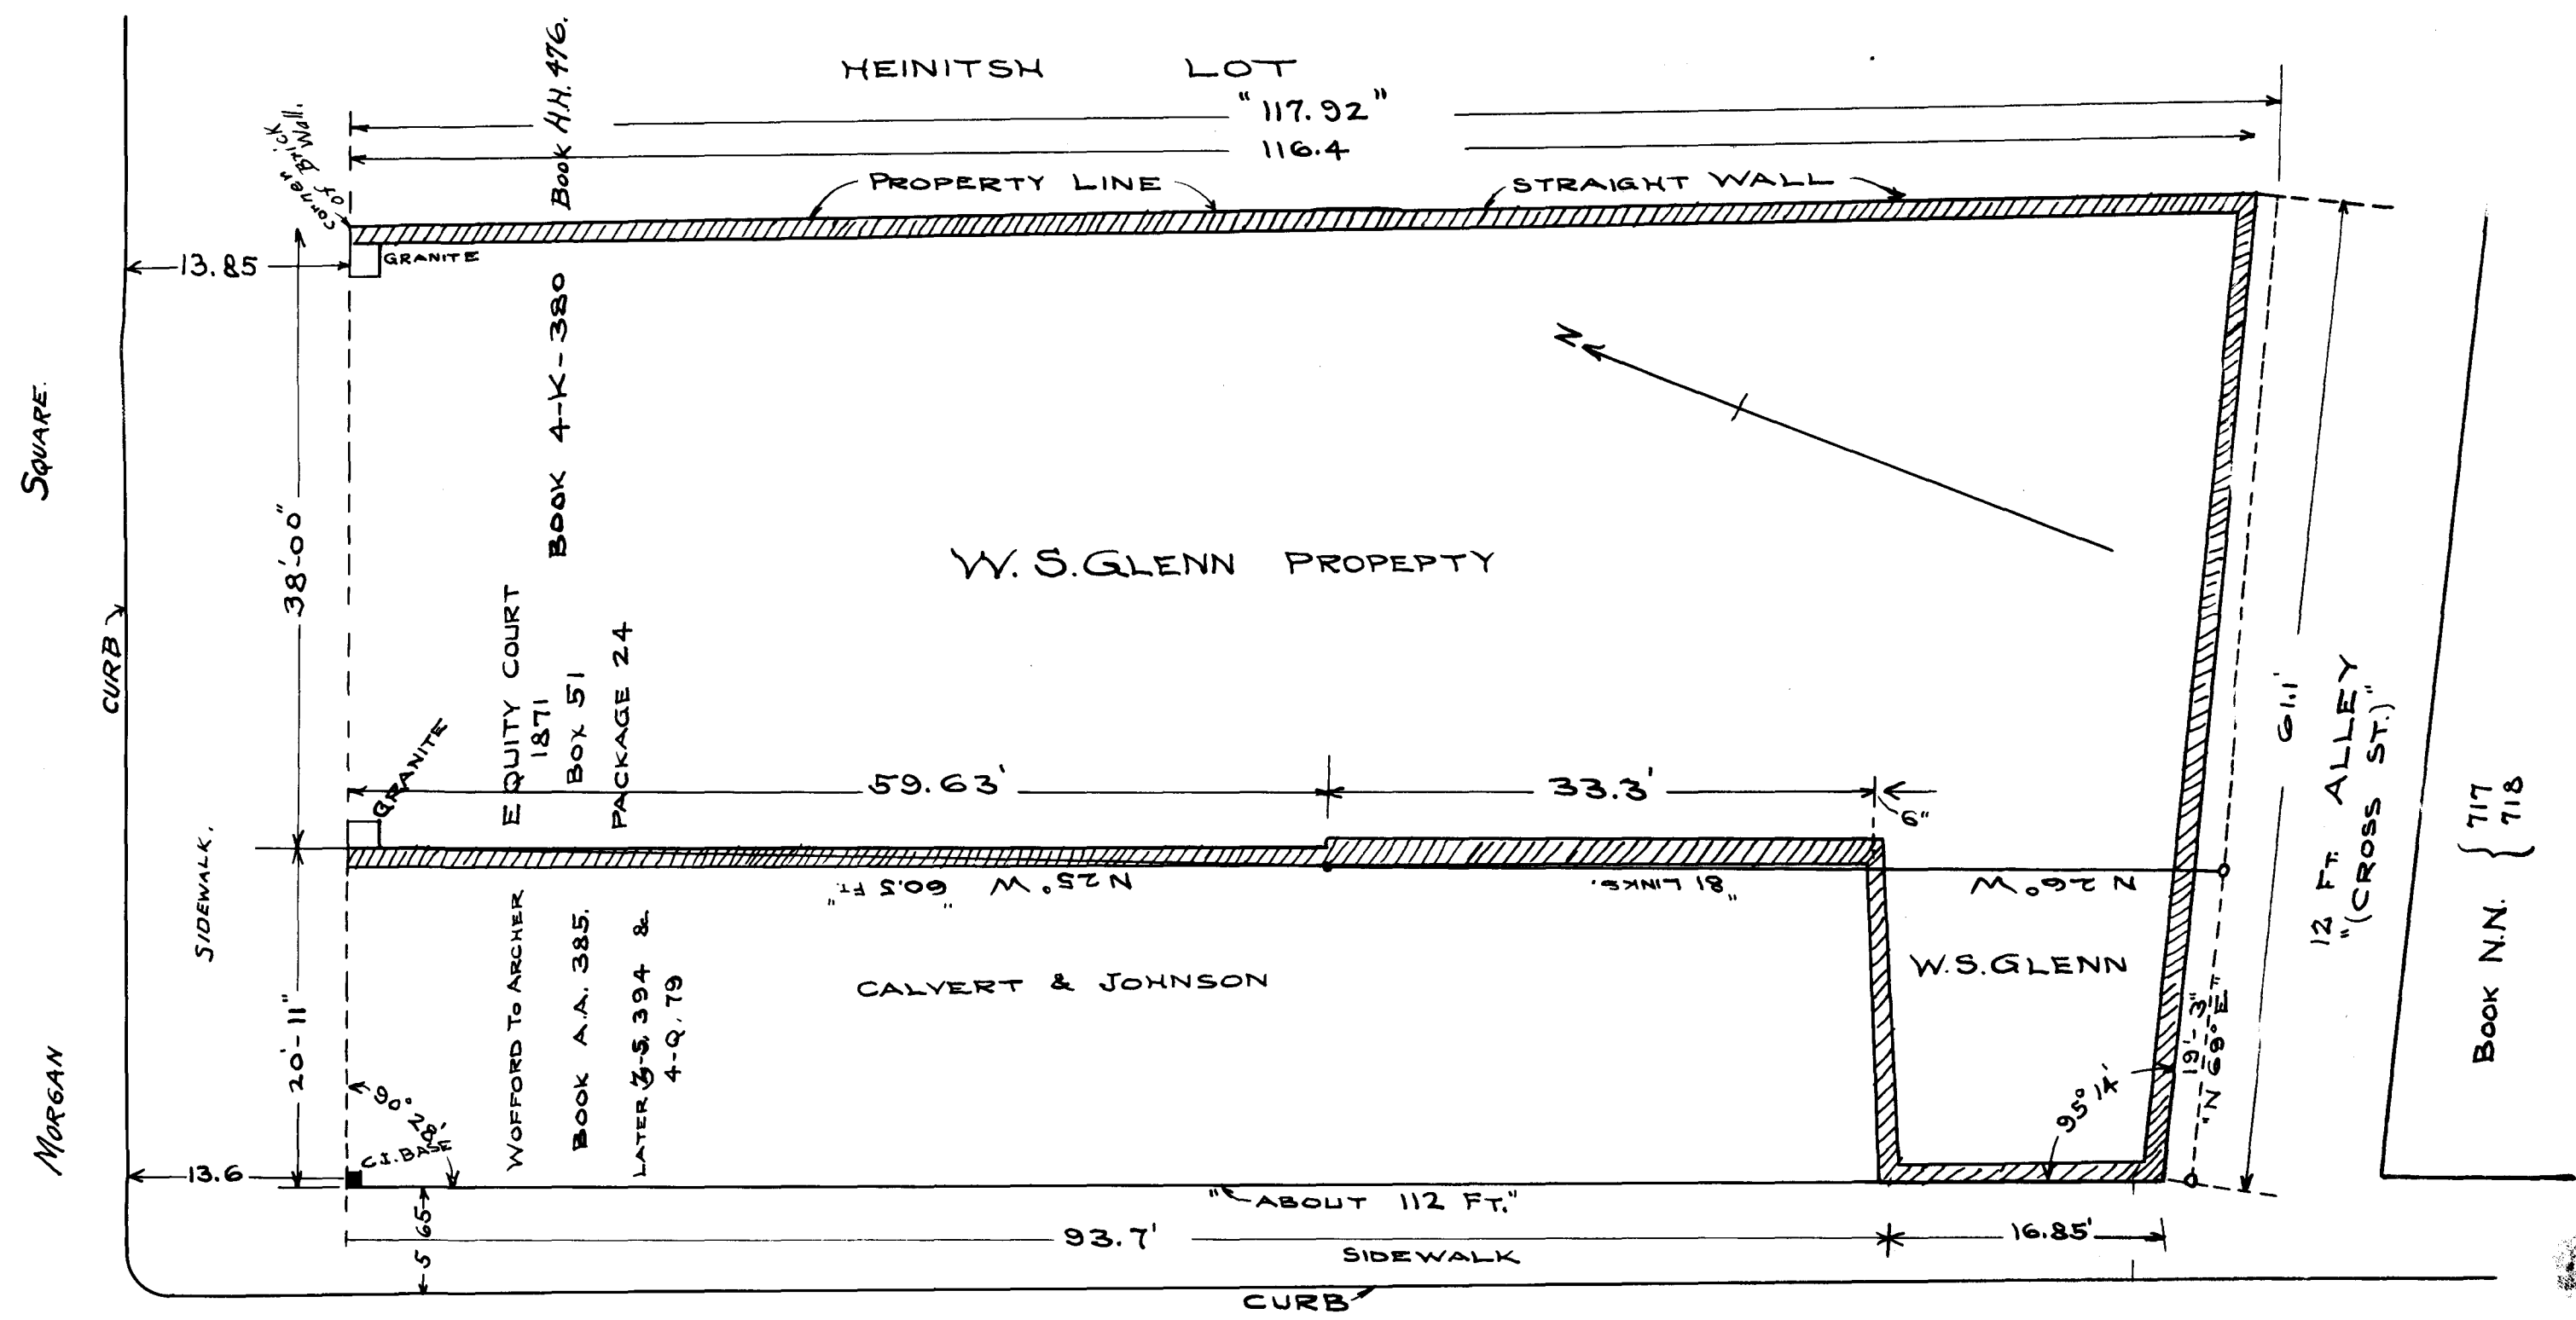 HEINITSH LOT
"117.92"
116.4
PROPERTY LINE
STRAIGHT WALL
Corner of Brick Wall.
Book H.H. 476.
13.85
GRANITE
BOOK 4-K-380
N
SQUARE.
38'-00"
W. S. GLENN PROPEPTY
CURB
EQUITY COURT
1871
BOX 51
PACKAGE 24
GRANITE
59.63'
33.3'
6"
61.1'
12 FT. ALLEY
"(CROSS ST.)"
BOOK N.N. { 717
718 }
SIDEWALK.
N 25° W "60.5 FT."
"81 LINKS."
N 26° W
WOFFORD TO ARCHER
BOOK A.A. 385.
LATER 3-S. 394 &
4-Q. 79
CALVERT & JOHNSON
W.S. GLENN
20'-11"
19'-3"
"N 69° E"
95° 14'
90° 28'
C.I. BASE
MORGAN
13.6
"ABOUT 112 FT."
5 65
93.7'
16.85'
SIDEWALK
CURB